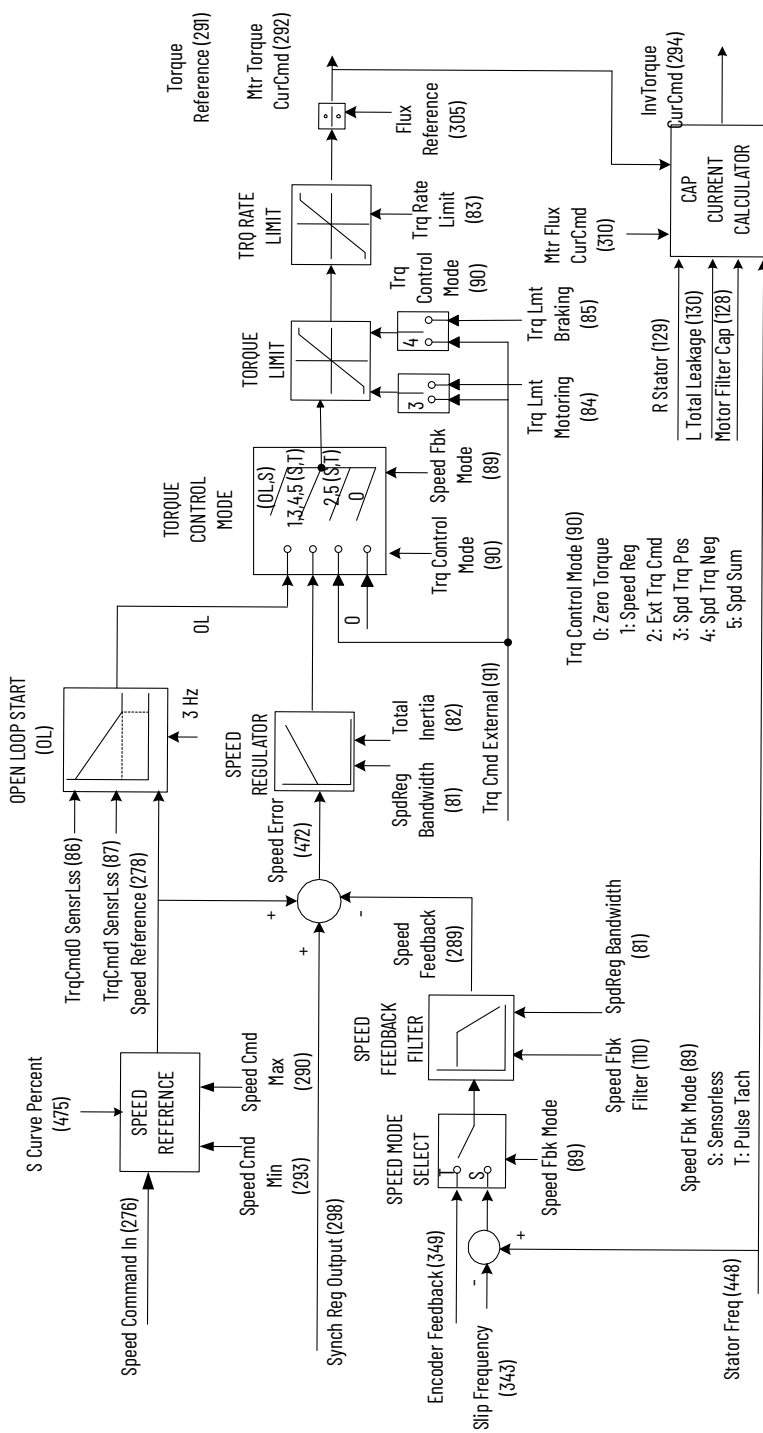 Speed Command In (276)
S Curve Percent
(475)
SPEED
REFERENCE
Speed Cmd
Min
(293)
Speed Cmd
Max
(290)
TrqCmd0 SensrLss (86)
TrqCmd1 SensrLss (87)
Speed Reference (278)
OPEN LOOP START
(OL)
3 Hz
OL
Synch Reg Output (298)
+
+
-
Speed Error
(472)
SPEED
REGULATOR
SpdReg
Bandwidth
(81)
Total
Inertia
(82)
Trq Cmd External (91)
Encoder Feedback (349)
Slip Frequency
(343)
-
+
SPEED MODE
SELECT
T
S
Speed Fbk Mode
(89)
SPEED
FEEDBACK
FILTER
Speed Fbk
Filter (110)
SpdReg Bandwidth
(81)
Speed
Feedback
(289)
Stator Freq (448)
Speed Fbk Mode (89)
S: Sensorless
T: Pulse Tach
TORQUE
CONTROL
MODE
(OL,S)
1,3,4,5 (S,T)
2,5 (S,T)
0
0
Trq Control
Mode
(90)
Speed Fbk
Mode
(89)
TORQUE
LIMIT
3
4
Trq
Control
Mode
(90)
Trq Lmt
Motoring
(84)
Trq Lmt
Braking
(85)
TRQ RATE
LIMIT
Trq Rate
Limit
(83)
Flux
Reference
(305)
Torque
Reference (291)
Mtr Torque
CurCmd (292)
Trq Control Mode (90)
0: Zero Torque
1: Speed Reg
2: Ext Trq Cmd
3: Spd Trq Pos
4: Spd Trq Neg
5: Spd Sum
R Stator (129)
L Total Leakage (130)
Motor Filter Cap (128)
Mtr Flux
CurCmd
(310)
CAP
CURRENT
CALCULATOR
InvTorque
CurCmd (294)